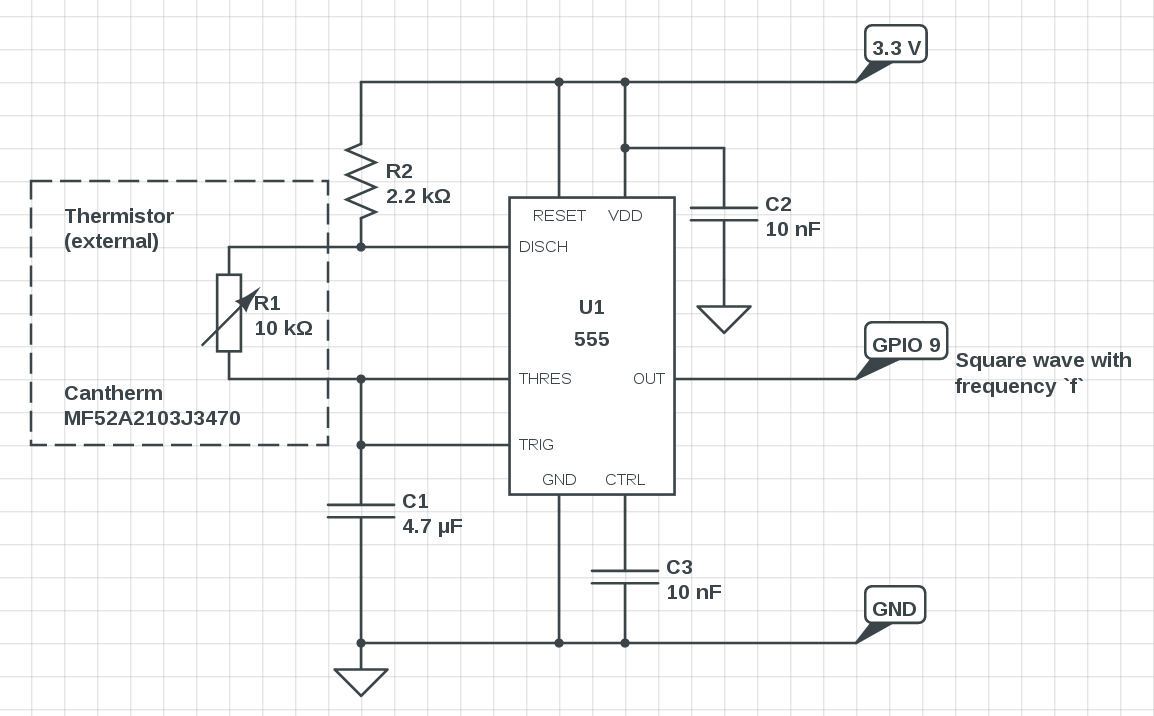 3.3 V
R2
2.2 kΩ
Thermistor
(external)
R1
10 kΩ
Cantherm
MF52A2103J3470
RESET
VDD
DISCH
U1
555
THRES
OUT
TRIG
GND
CTRL
C2
10 nF
GPIO 9
Square wave with
frequency `f`
C1
4.7 µF
C3
10 nF
GND